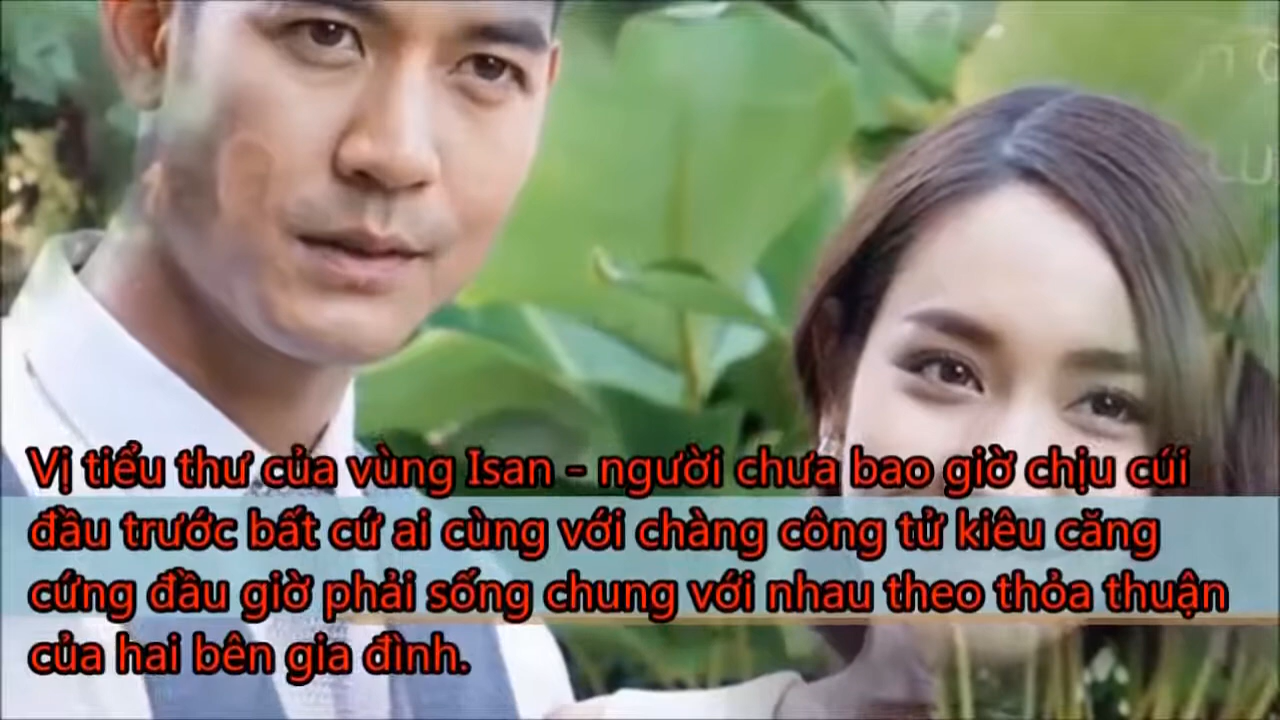 Vị tiểu thư của vùng Isan - người chưa bao giờ chịu cúi
đầu trước bất cứ ai cùng với chàng công tử kiêu căng
cứng đầu giờ phải sống chung với nhau theo thỏa thuận
của hai bên gia đình.